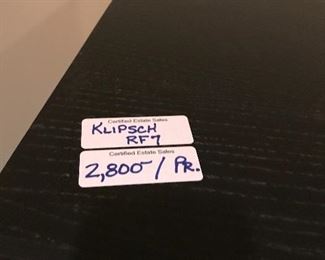 Certified Estate Sales
KLIPSCH
RF7
Certified Estate Sales
2,800- / PR.